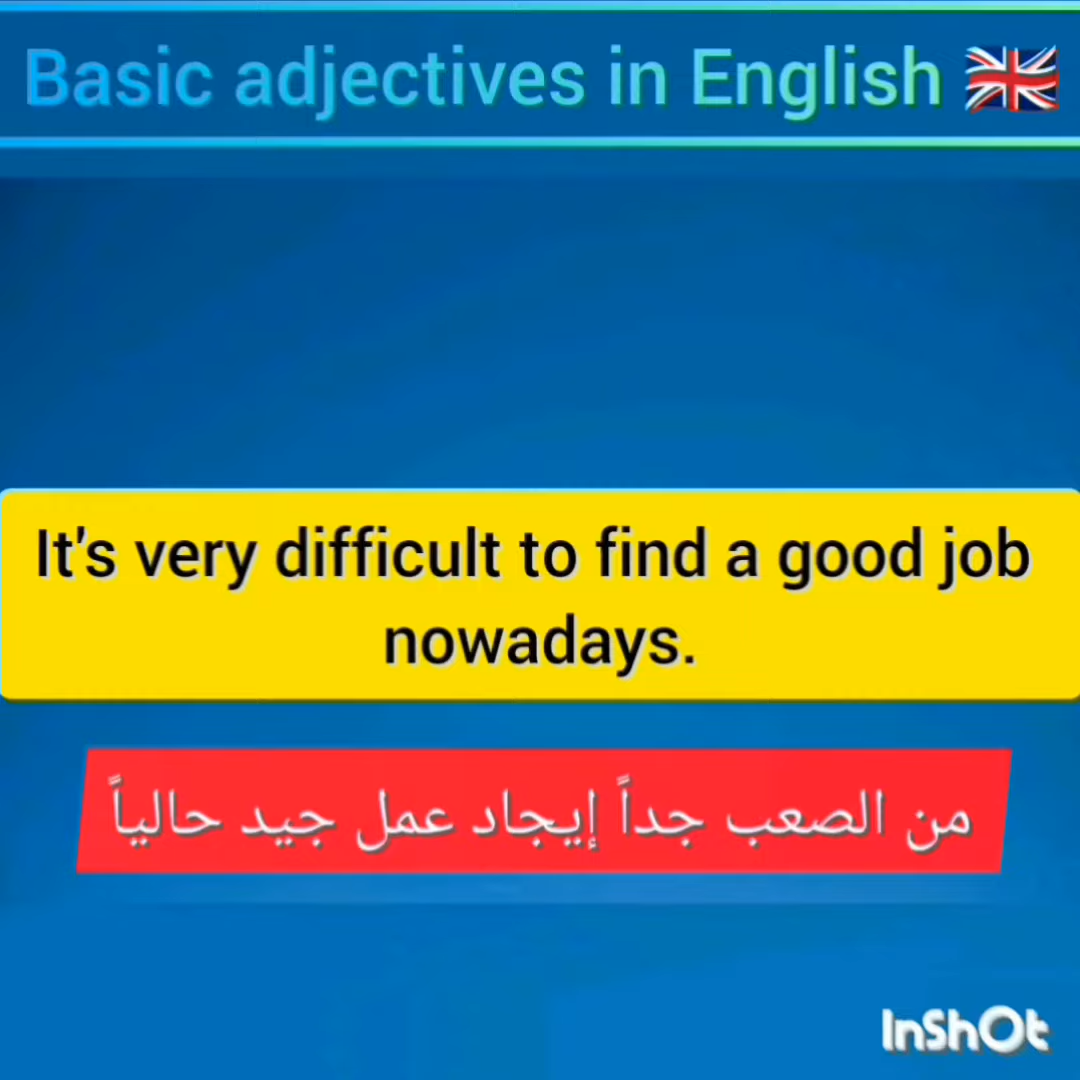 Basic adjectives in English 🇬🇧
It's very difficult to find a good job
nowadays.
من الصعب جداً إيجاد عمل جيد حالياً
InShOt